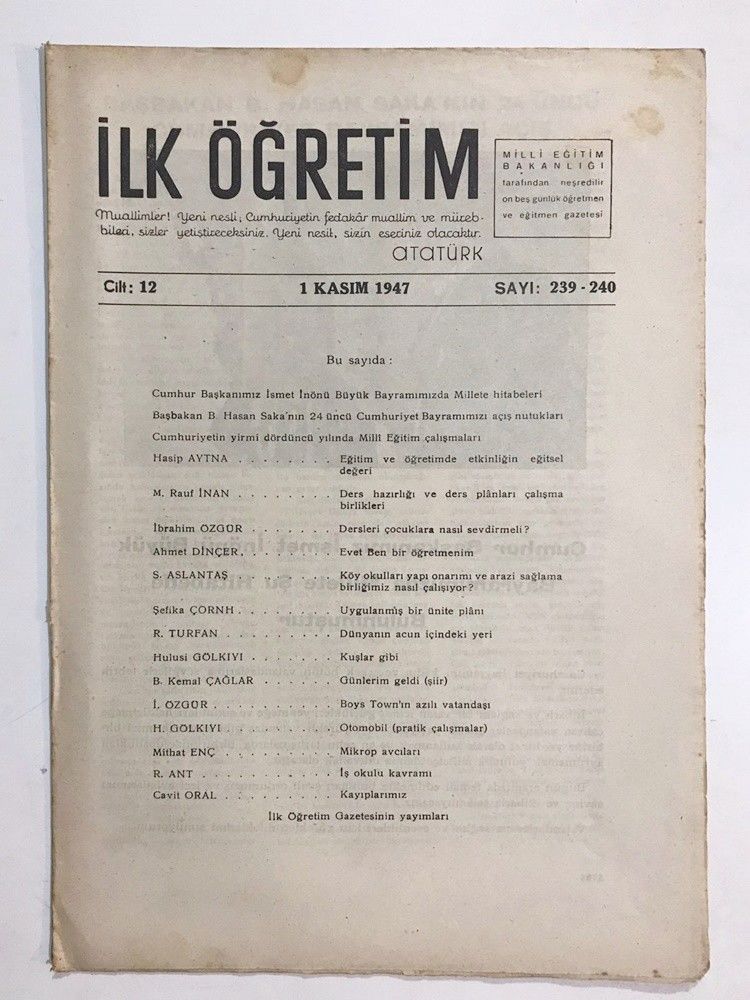 İLK ÖĞRETİM
Muallimler! Yeni nesli; Cumhuriyetin fedakâr muallim ve müreb-
bileri, sizler yetiştireceksiniz. Yeni nesil, sizin eseriniz olacaktır.
ATATÜRK
MİLLİ EĞİTİM
BAKANLIĞI
tarafından neşredilir
on beş günlük öğretmen
ve eğitmen gazetesi
Cilt: 12 1 KASIM 1947 SAYI: 239 - 240
Bu sayıda :
Cumhur Başkanımız İsmet İnönü Büyük Bayramımızda Millete hitabeleri
Başbakan B. Hasan Saka'nın 24 üncü Cumhuriyet Bayramımızı açış nutukları
Cumhuriyetin yirmi dördüncü yılında Millî Eğitim çalışmaları
Hasip AYTNA . . . . . . . . Eğitim ve öğretimde etkinliğin eğitsel
değeri
M. Rauf İNAN . . . . . . . . Ders hazırlığı ve ders plânları çalışma
birlikleri
İbrahim ÖZGÜR . . . . . . . Dersleri çocuklara nasıl sevdirmeli ?
Ahmet DİNÇER. . . . . . . . Evet Ben bir öğretmenim
S. ASLANTAŞ . . . . . . . . Köy okulları yapı onarımı ve arazi sağlama
birliğimiz nasıl çalışıyor ?
Şefika ÇORNH . . . . . . . . Uygulanmış bir ünite plânı
R. TURFAN . . . . . . . . . Dünyanın acun içindeki yeri
Hulusi GÖLKIYI . . . . . . . Kuşlar gibi
B. Kemal ÇAĞLAR . . . . . . Günlerim geldi (şiir)
İ. ÖZGÜR . . . . . . . . . . Boys Town'ın azılı vatandaşı
H. GÖLKIYI . . . . . . . . . Otomobil (pratik çalışmalar)
Mithat ENÇ . . . . . . . . . Mikrop avcıları
R. ANT . . . . . . . . . . . İş okulu kavramı
Cavit ORAL . . . . . . . . . Kayıplarımız
İlk Öğretim Gazetesinin yayımları